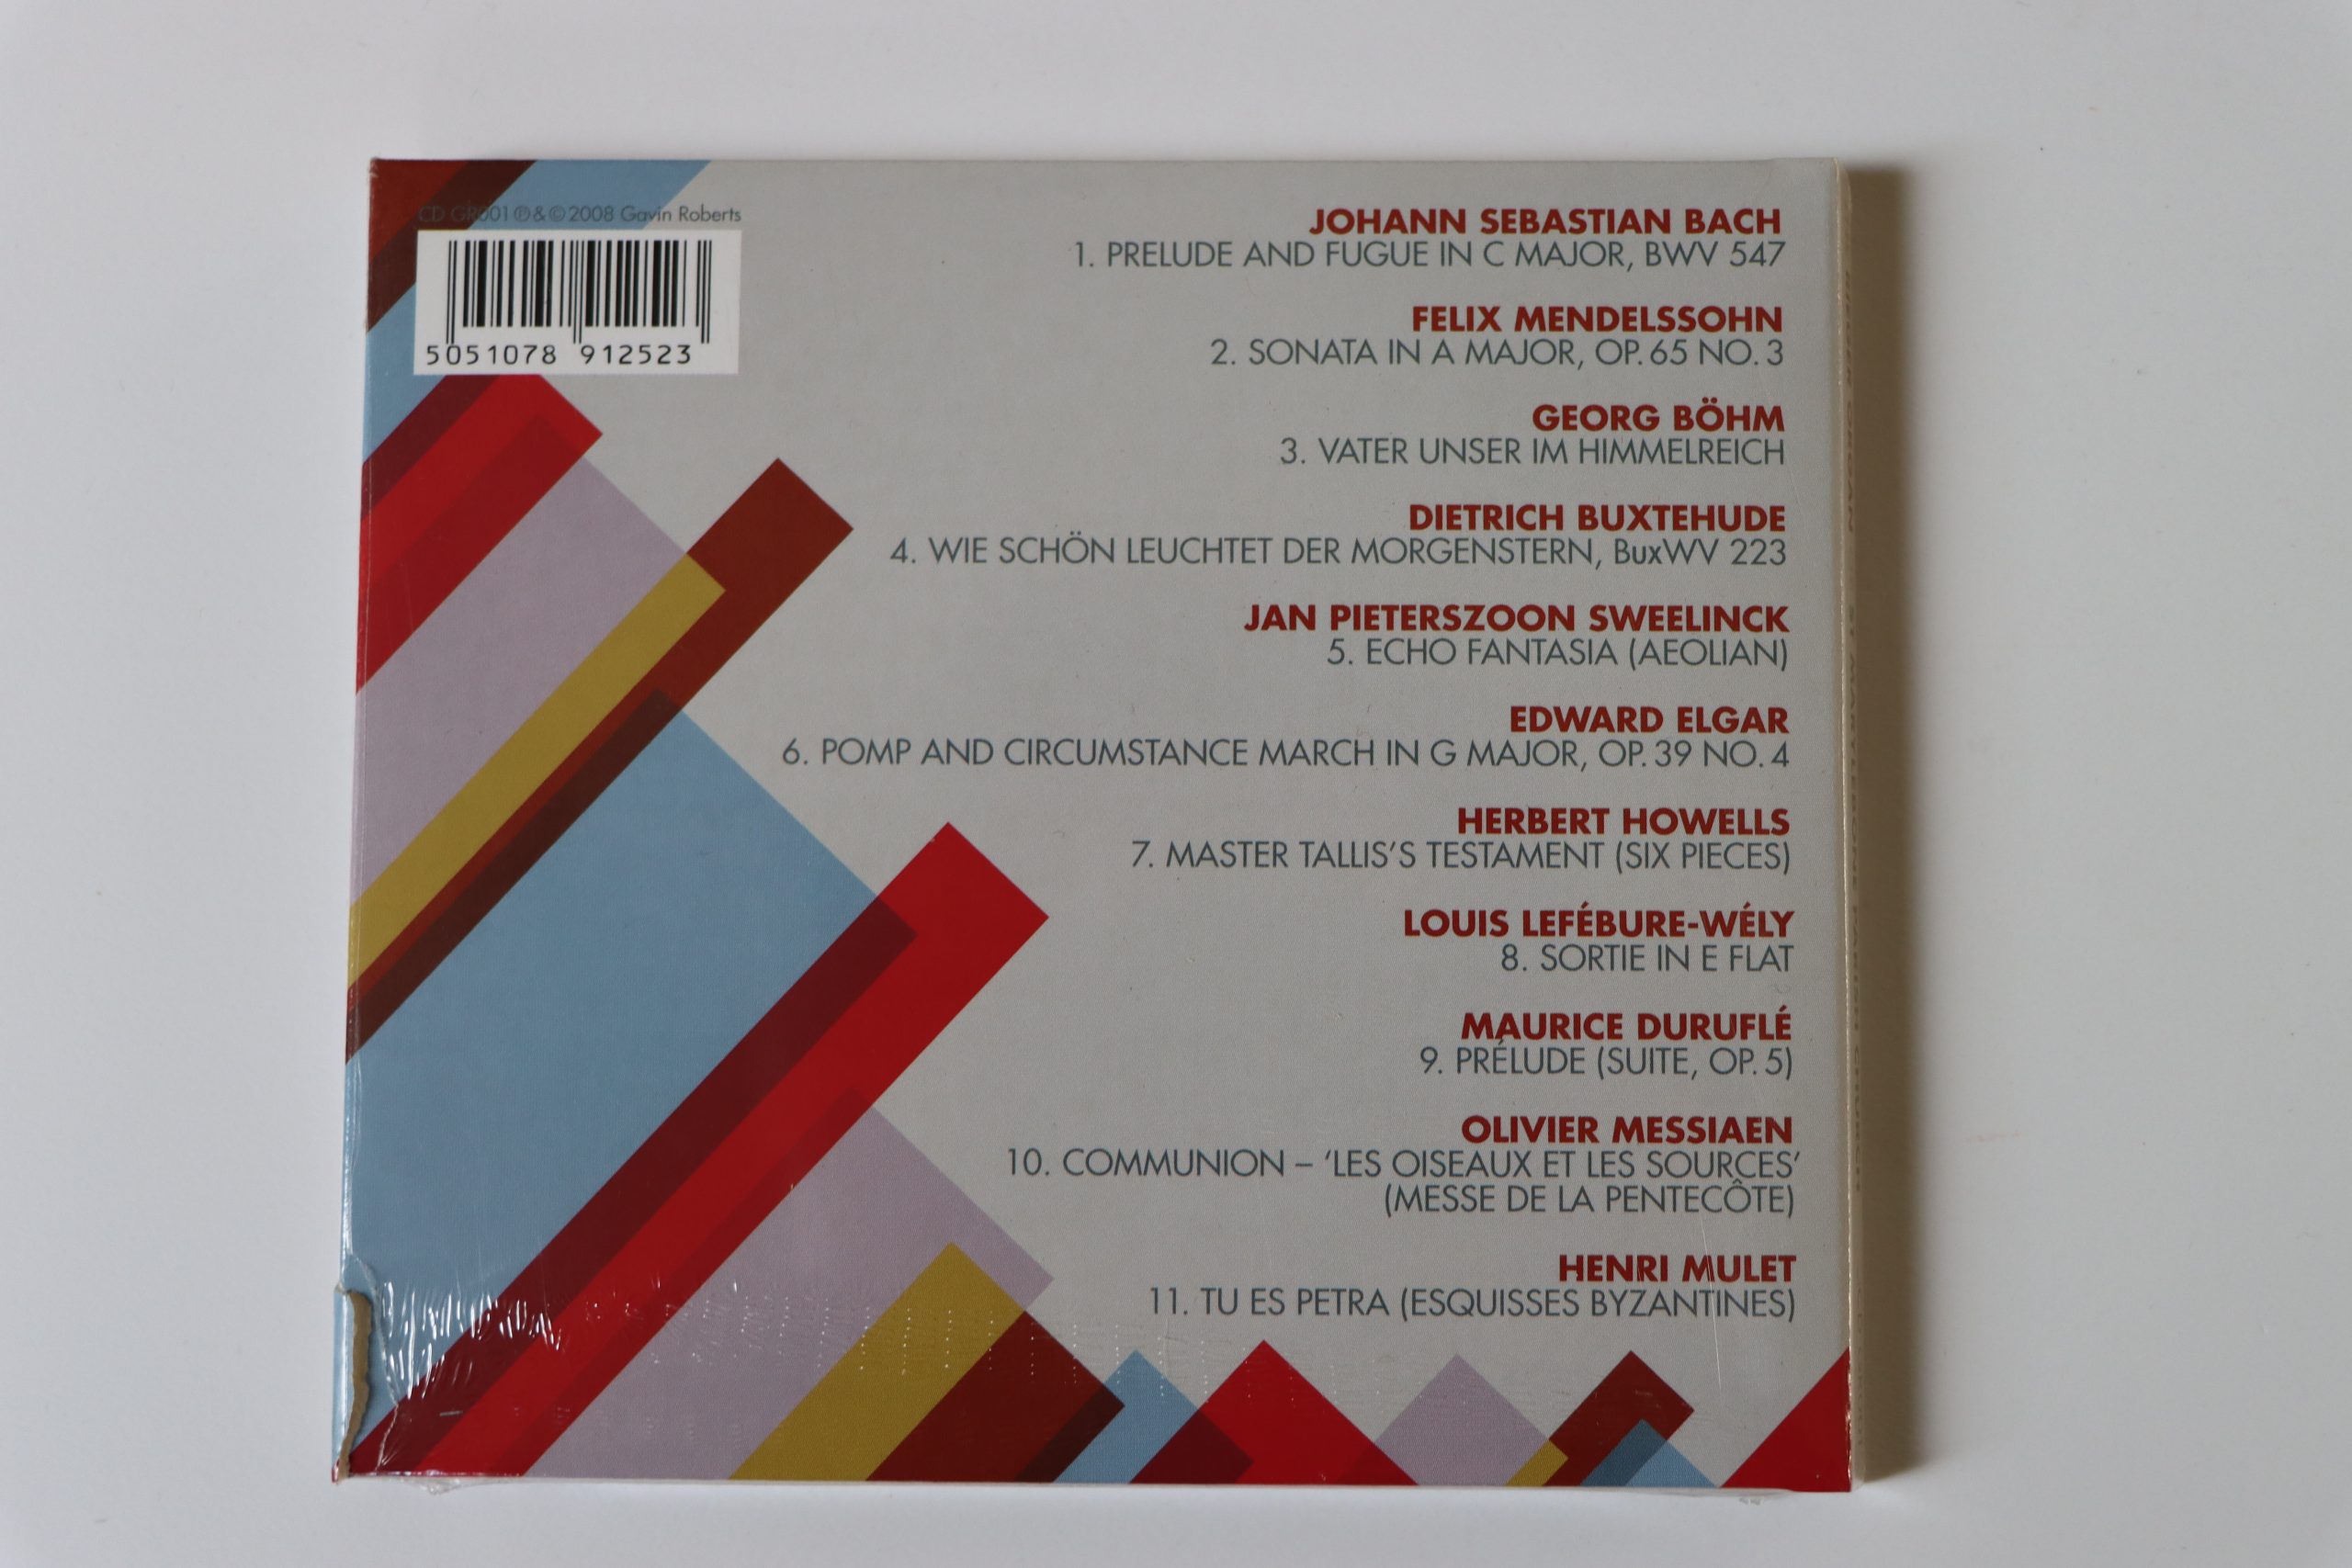 CD GR001 ℗ & © 2008 Gavin Roberts
5051078 912523
JOHANN SEBASTIAN BACH
1. PRELUDE AND FUGUE IN C MAJOR, BWV 547
FELIX MENDELSSOHN
2. SONATA IN A MAJOR, OP. 65 NO. 3
GEORG BÖHM
3. VATER UNSER IM HIMMELREICH
DIETRICH BUXTEHUDE
4. WIE SCHÖN LEUCHTET DER MORGENSTERN, BuxWV 223
JAN PIETERSZOON SWEELINCK
5. ECHO FANTASIA (AEOLIAN)
EDWARD ELGAR
6. POMP AND CIRCUMSTANCE MARCH IN G MAJOR, OP. 39 NO. 4
HERBERT HOWELLS
7. MASTER TALLIS'S TESTAMENT (SIX PIECES)
LOUIS LEFÉBURE-WÉLY
8. SORTIE IN E FLAT
MAURICE DURUFLÉ
9. PRÉLUDE (SUITE, OP. 5)
OLIVIER MESSIAEN
10. COMMUNION – ‘LES OISEAUX ET LES SOURCES’
(MESSE DE LA PENTECÔTE)
HENRI MULET
11. TU ES PETRA (ESQUISSES BYZANTINES)